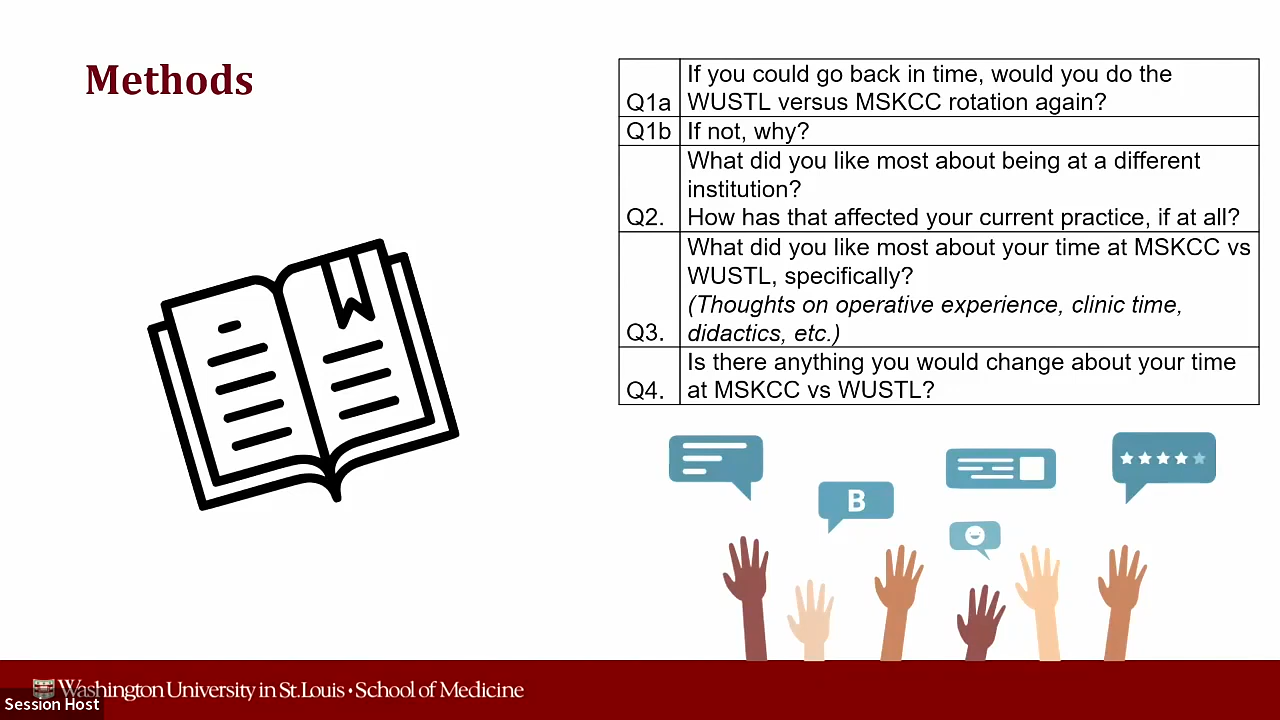 Methods
If you could go back in time, would you do the
Q1a WUSTL versus MSKCC rotation again?
Q1b If not, why?
What did you like most about being at a different
institution?
Q2. How has that affected your current practice, if at all?
What did you like most about your time at MSKCC vs
WUSTL, specifically?
(Thoughts on operative experience, clinic time,
Q3. didactics, etc.)
Is there anything you would change about your time
Q4. at MSKCC vs WUSTL?
B
Washington University in St. Louis • School of Medicine
Session Host